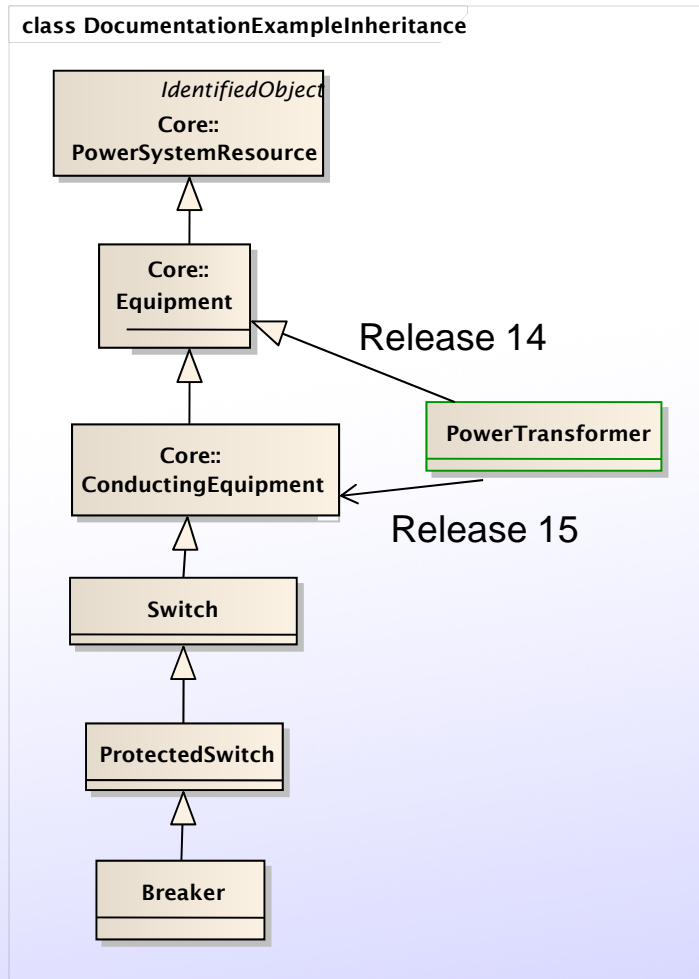 class DocumentationExampleInheritance
IdentifiedObject
Core::
PowerSystemResource
Core::
Equipment
Release 14
PowerTransformer
Core::
ConductingEquipment
Release 15
Switch
ProtectedSwitch
Breaker